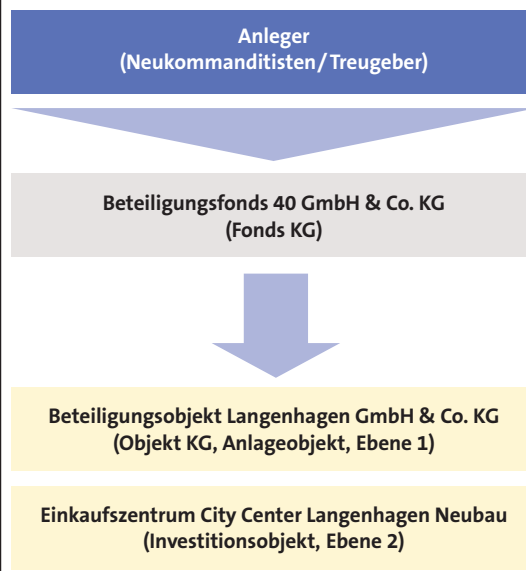 Anleger
(Neukommanditisten/Treugeber)
Beteiligungsfonds 40 GmbH & Co. KG
(Fonds KG)
Beteiligungsobjekt Langenhagen GmbH & Co. KG
(Objekt KG, Anlageobjekt, Ebene 1)
Einkaufszentrum City Center Langenhagen Neubau
(Investitionsobjekt, Ebene 2)